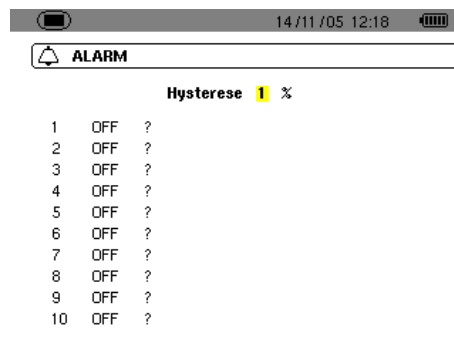 14/11/05 12:18
ALARM
Hysterese 1 %
1 OFF ?
2 OFF ?
3 OFF ?
4 OFF ?
5 OFF ?
6 OFF ?
7 OFF ?
8 OFF ?
9 OFF ?
10 OFF ?